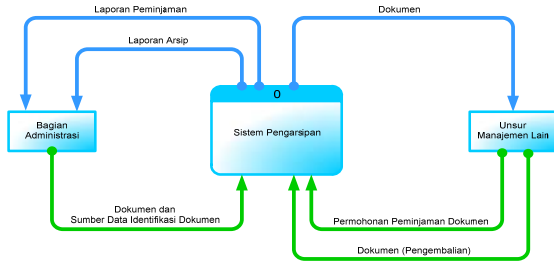 Laporan Peminjaman
Dokumen
Laporan Arsip
0
Bagian
Administrasi
Sistem Pengarsipan
Unsur
Manajemen Lain
Dokumen dan
Sumber Data Identifikasi Dokumen
Permohonan Peminjaman Dokumen
Dokumen (Pengembalian)